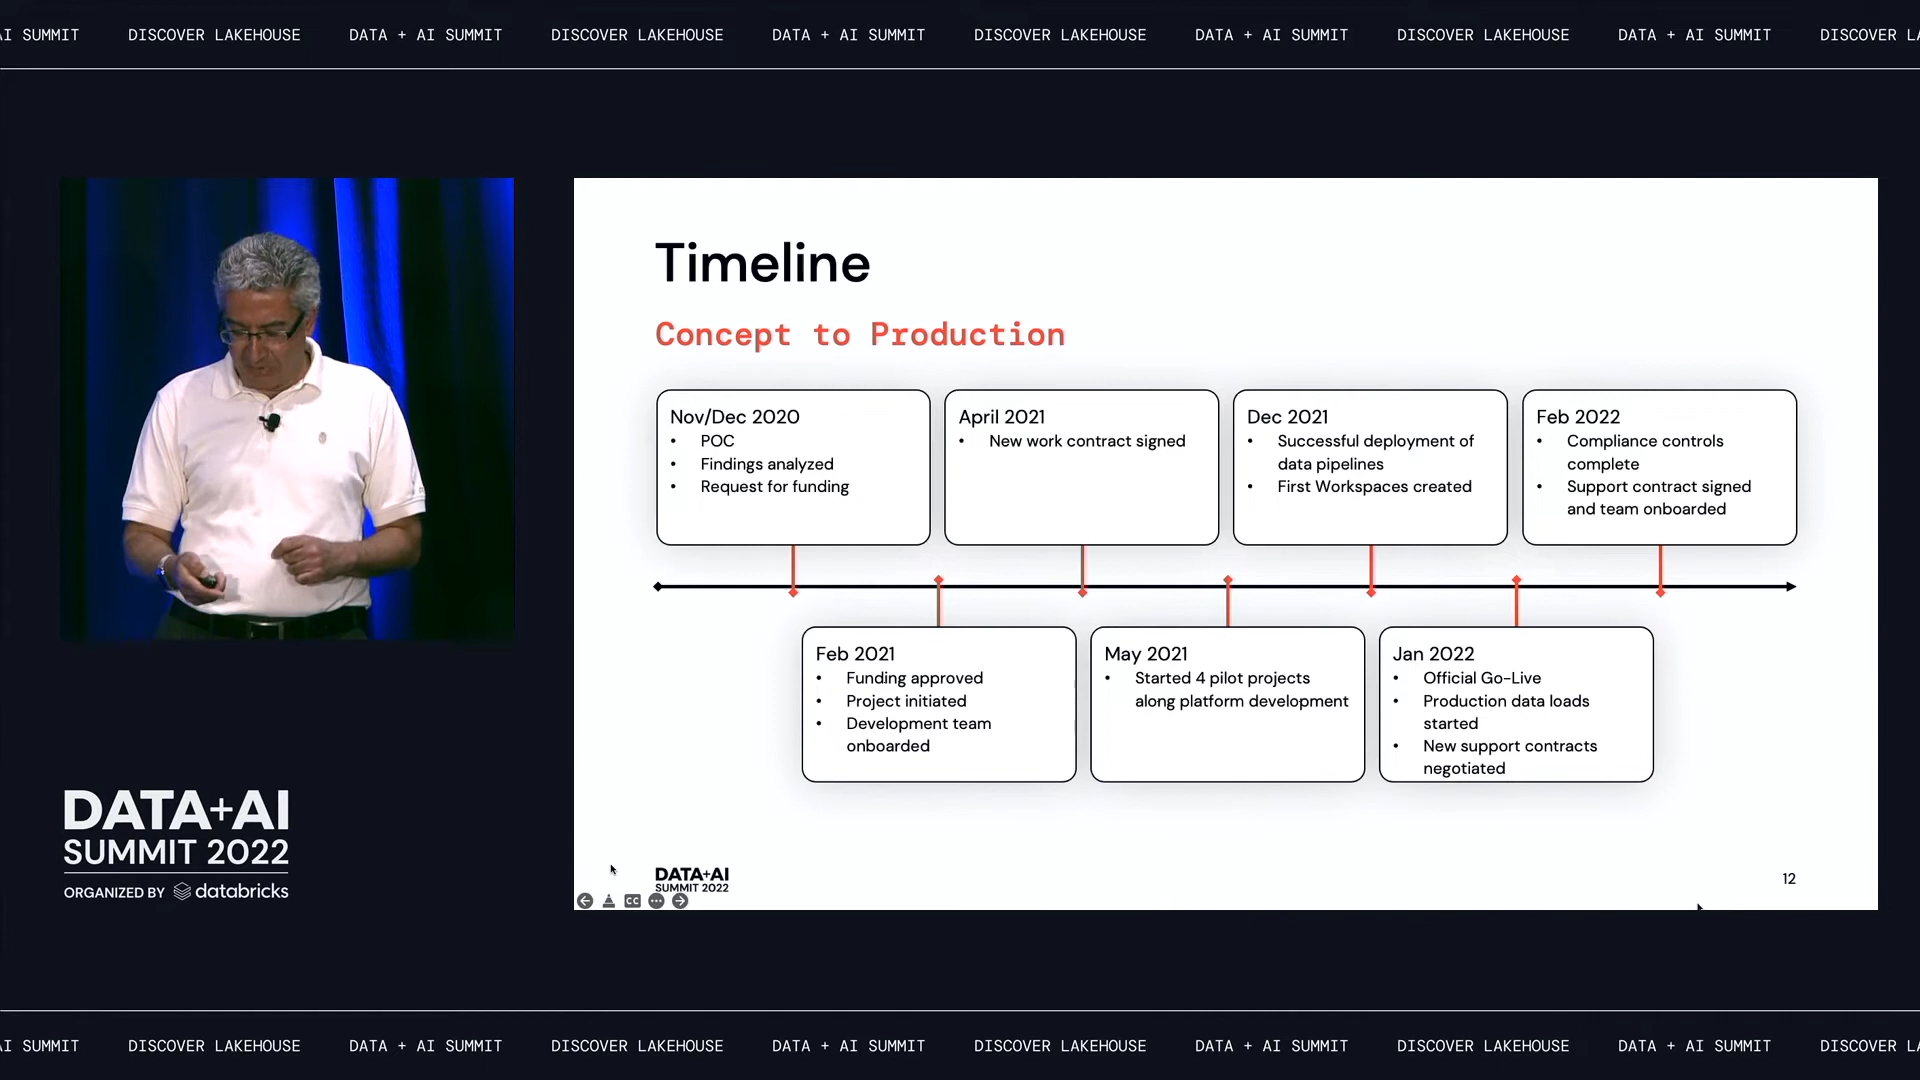 AI SUMMIT DISCOVER LAKEHOUSE DATA + AI SUMMIT DISCOVER LAKEHOUSE DATA + AI SUMMIT DISCOVER LAKEHOUSE DATA + AI SUMMIT DISCOVER LAKEHOUSE DATA + AI SUMMIT DISCOVER LA
Timeline
Concept to Production
Nov/Dec 2020
• POC
• Findings analyzed
• Request for funding
April 2021
• New work contract signed
Dec 2021
• Successful deployment of
data pipelines
• First Workspaces created
Feb 2022
• Compliance controls
complete
• Support contract signed
and team onboarded
Feb 2021
• Funding approved
• Project initiated
• Development team
onboarded
May 2021
• Started 4 pilot projects
along platform development
Jan 2022
• Official Go-Live
• Production data loads
started
• New support contracts
negotiated
DATA+AI
SUMMIT 2022
CC
12
DATA+AI
SUMMIT 2022
ORGANIZED BY databricks
AI SUMMIT DISCOVER LAKEHOUSE DATA + AI SUMMIT DISCOVER LAKEHOUSE DATA + AI SUMMIT DISCOVER LAKEHOUSE DATA + AI SUMMIT DISCOVER LAKEHOUSE DATA + AI SUMMIT DISCOVER LA